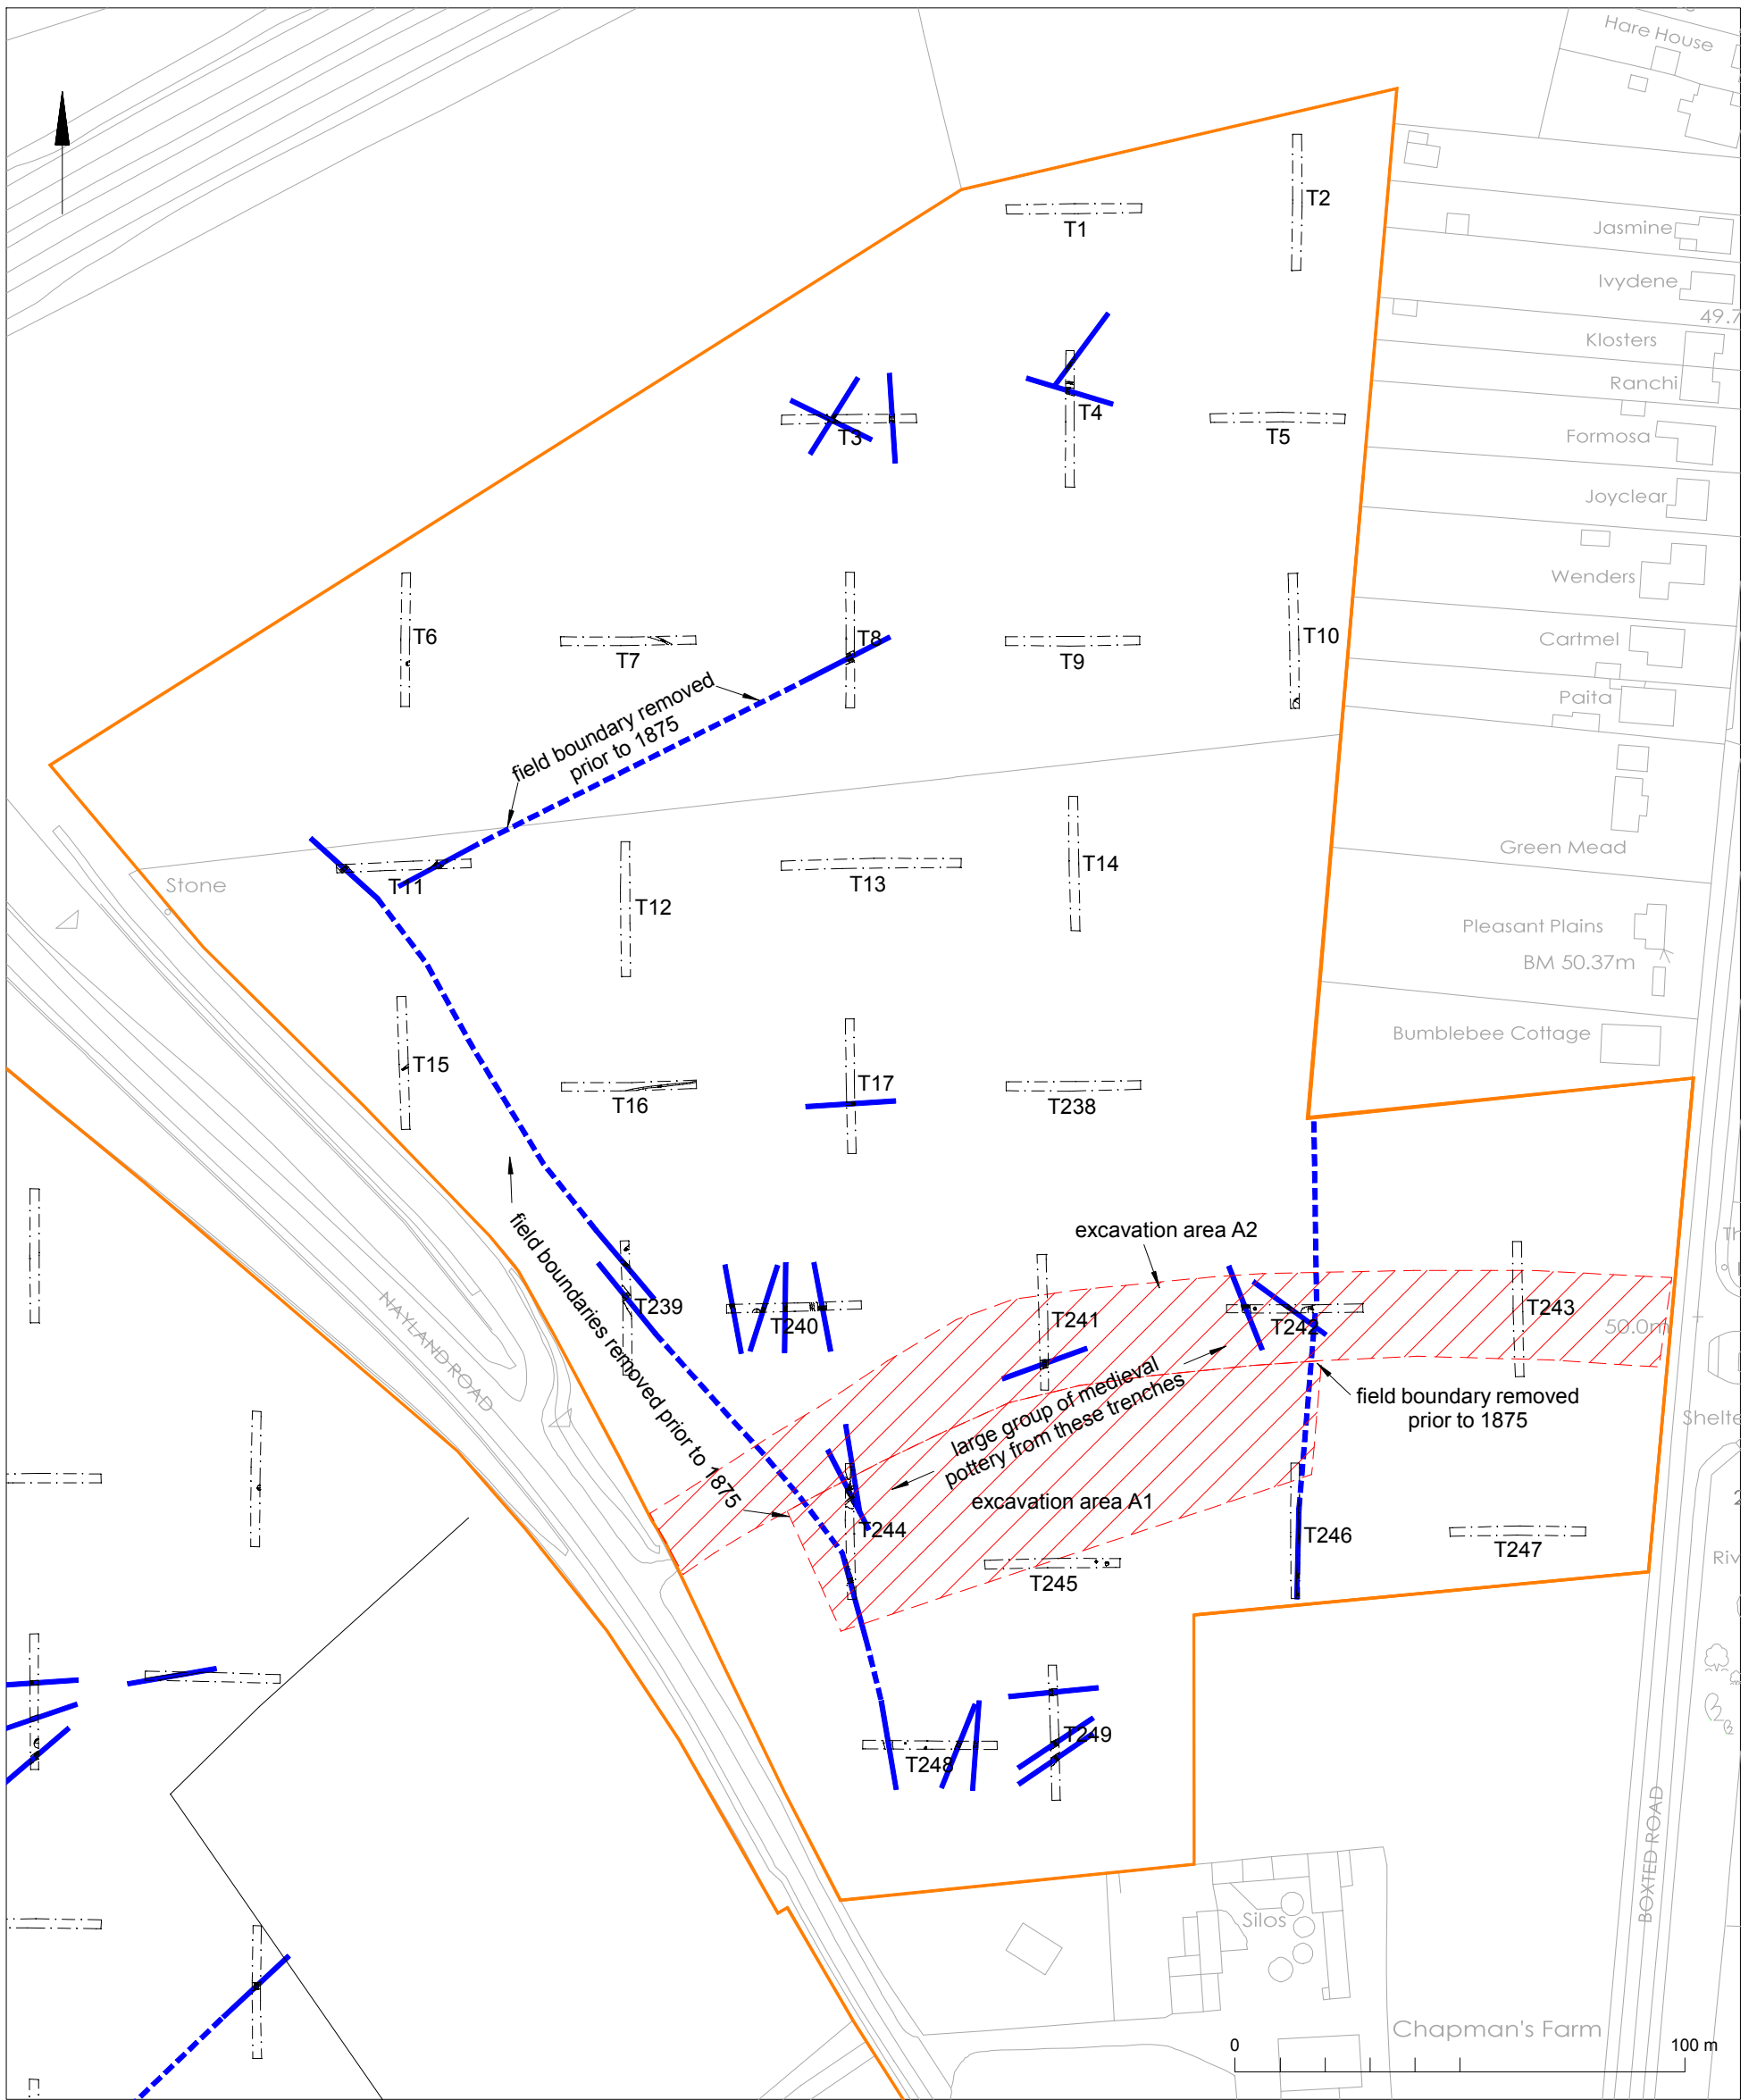 Hare House
T2
T1
Jasmine
Ivydene
49.7
Klosters
Ranchi
T4
T3
T5
Formosa
Joyclear
Wenders
T6
T7
T8
T9
T10
Cartmel
Paita
field boundary removed
prior to 1875
Green Mead
Stone
T11
T12
T13
T14
Pleasant Plains
BM 50.37m
Bumblebee Cottage
T15
T16
T17
T238
excavation area A2
field boundaries removed prior to 1875
NAYLAND ROAD
T239
T240
T241
T242
T243
50.0m
Th
large group of medieval
pottery from these trenches
field boundary removed
prior to 1875
Shelte
excavation area A1
T244
T245
T246
T247
Riv
T248
T249
BOXTED ROAD
Silos
Chapman's Farm
0
100 m